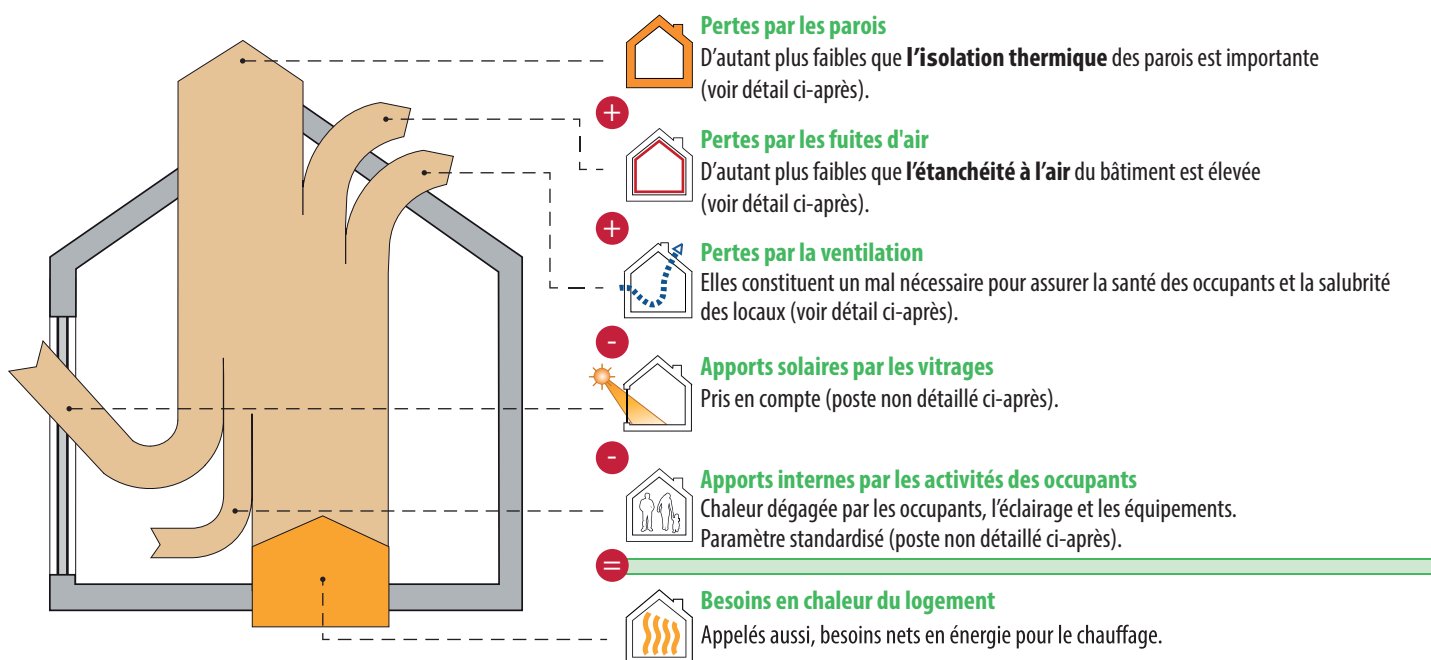 Pertes par les parois
D'autant plus faibles que l'isolation thermique des parois est importante
(voir détail ci-après).
+
Pertes par les fuites d'air
D'autant plus faibles que l'étanchéité à l'air du bâtiment est élevée
(voir détail ci-après).
+
Pertes par la ventilation
Elles constituent un mal nécessaire pour assurer la santé des occupants et la salubrité
des locaux (voir détail ci-après).
-
Apports solaires par les vitrages
Pris en compte (poste non détaillé ci-après).
-
Apports internes par les activités des occupants
Chaleur dégagée par les occupants, l'éclairage et les équipements.
Paramètre standardisé (poste non détaillé ci-après).
=
Besoins en chaleur du logement
Appelés aussi, besoins nets en énergie pour le chauffage.